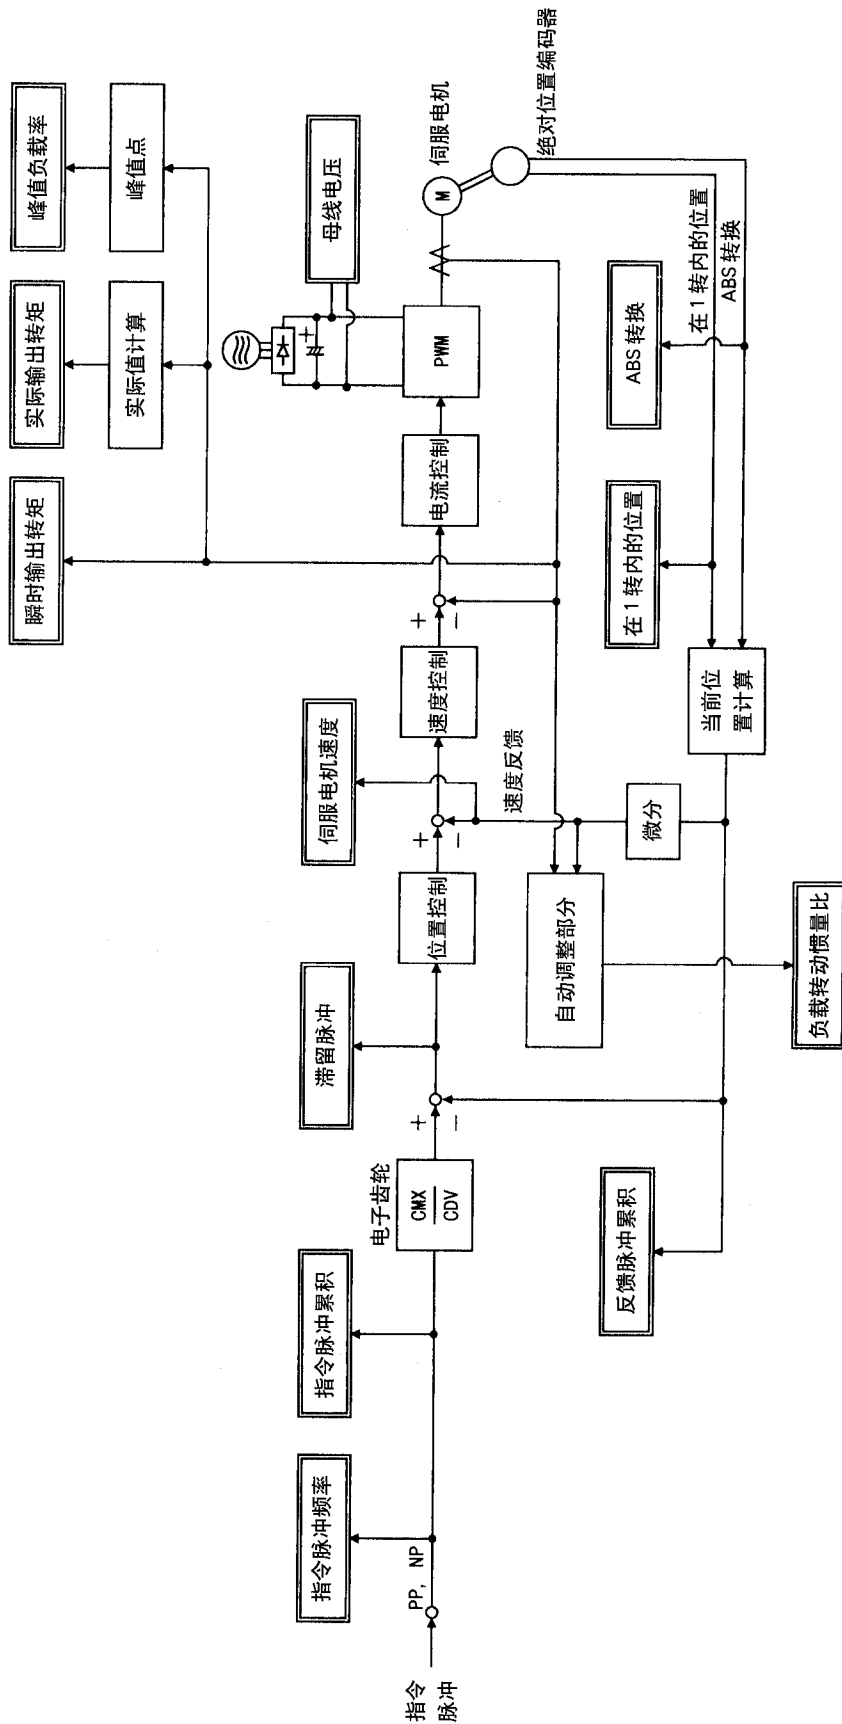 瞬时输出转矩
实际输出转矩
峰值负载率
实际值计算
峰值点
指令脉冲频率
指令脉冲累积
滞留脉冲
伺服电机速度
母线电压
指令
脉冲
PP, NP
电子齿轮
CMX
CDV
+
−
位置控制
+
−
速度控制
+
−
电流控制
PWM
+
M
伺服电机
绝对位置编码器
速度反馈
自动调整部分
微分
反馈脉冲累积
在1转内的位置
ABS转换
在1转内的位置
ABS转换
当前位
置计算
负载转动惯量比